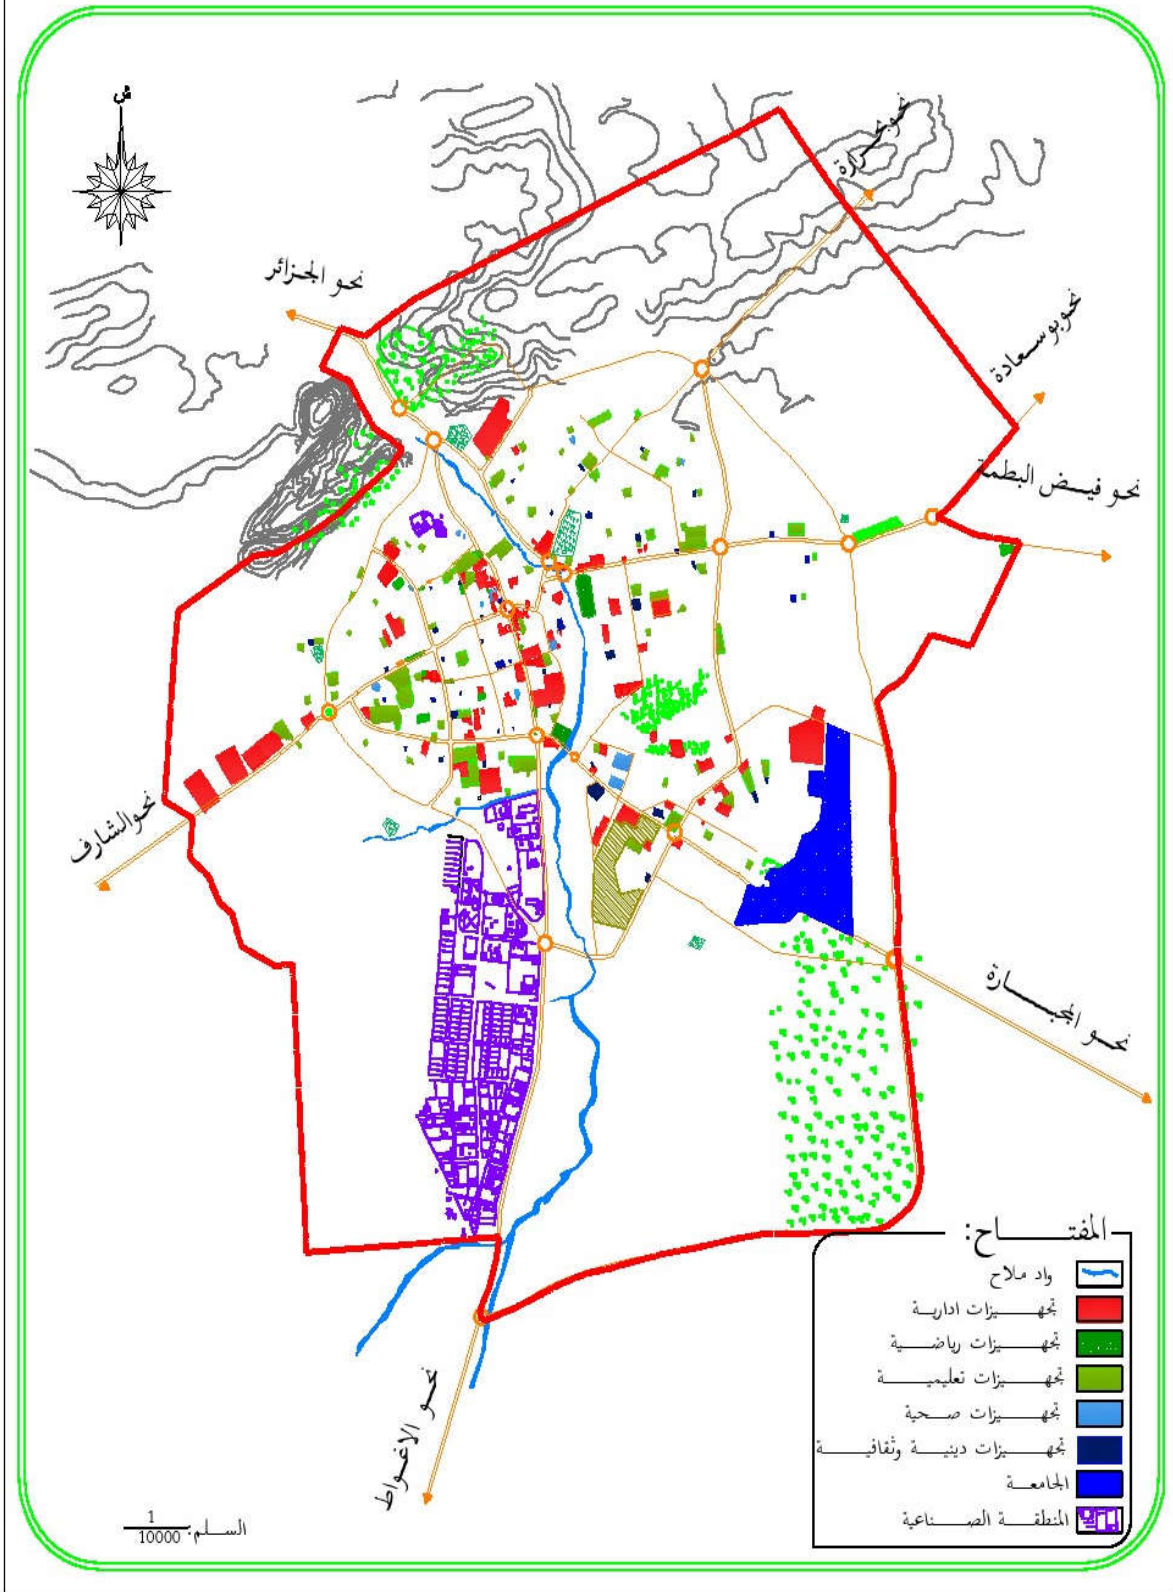 ش
نحو بحرارة
نحو الجزائر
نحو بوسعادة
نحو فيض البطمة
نحو الشارف
نحو المجبارة
نحو الاغواط
المفتاح:
واد ملاح
تجهيزات ادارية
تجهيزات رياضية
تجهيزات تعليمية
تجهيزات صحية
تجهيزات دينية وثقافية
الجامعة
المنطقة الصناعية
السلم: 1/10000